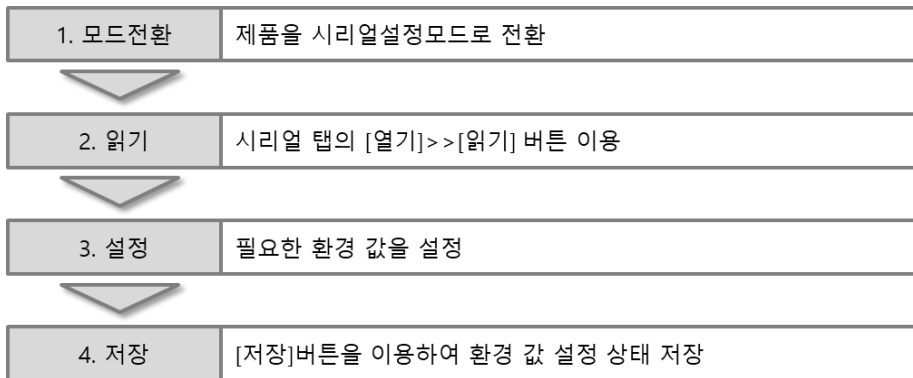 1. 모드전환 제품을 시리얼설정모드로 전환
2. 읽기 시리얼 탭의 [열기]>>[읽기] 버튼 이용
3. 설정 필요한 환경 값을 설정
4. 저장 [저장]버튼을 이용하여 환경 값 설정 상태 저장